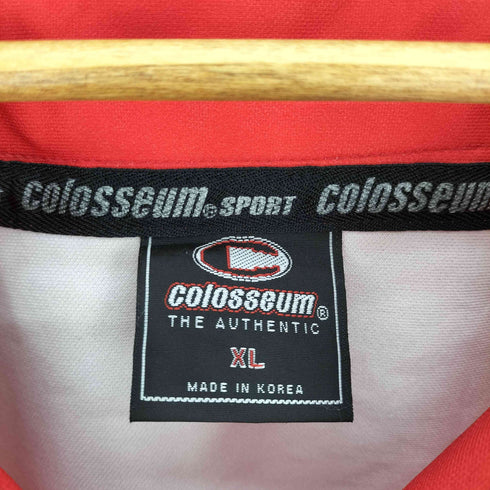 colosseum® SPORT colosseum
colosseum®
THE AUTHENTIC
XL
MADE IN KOREA